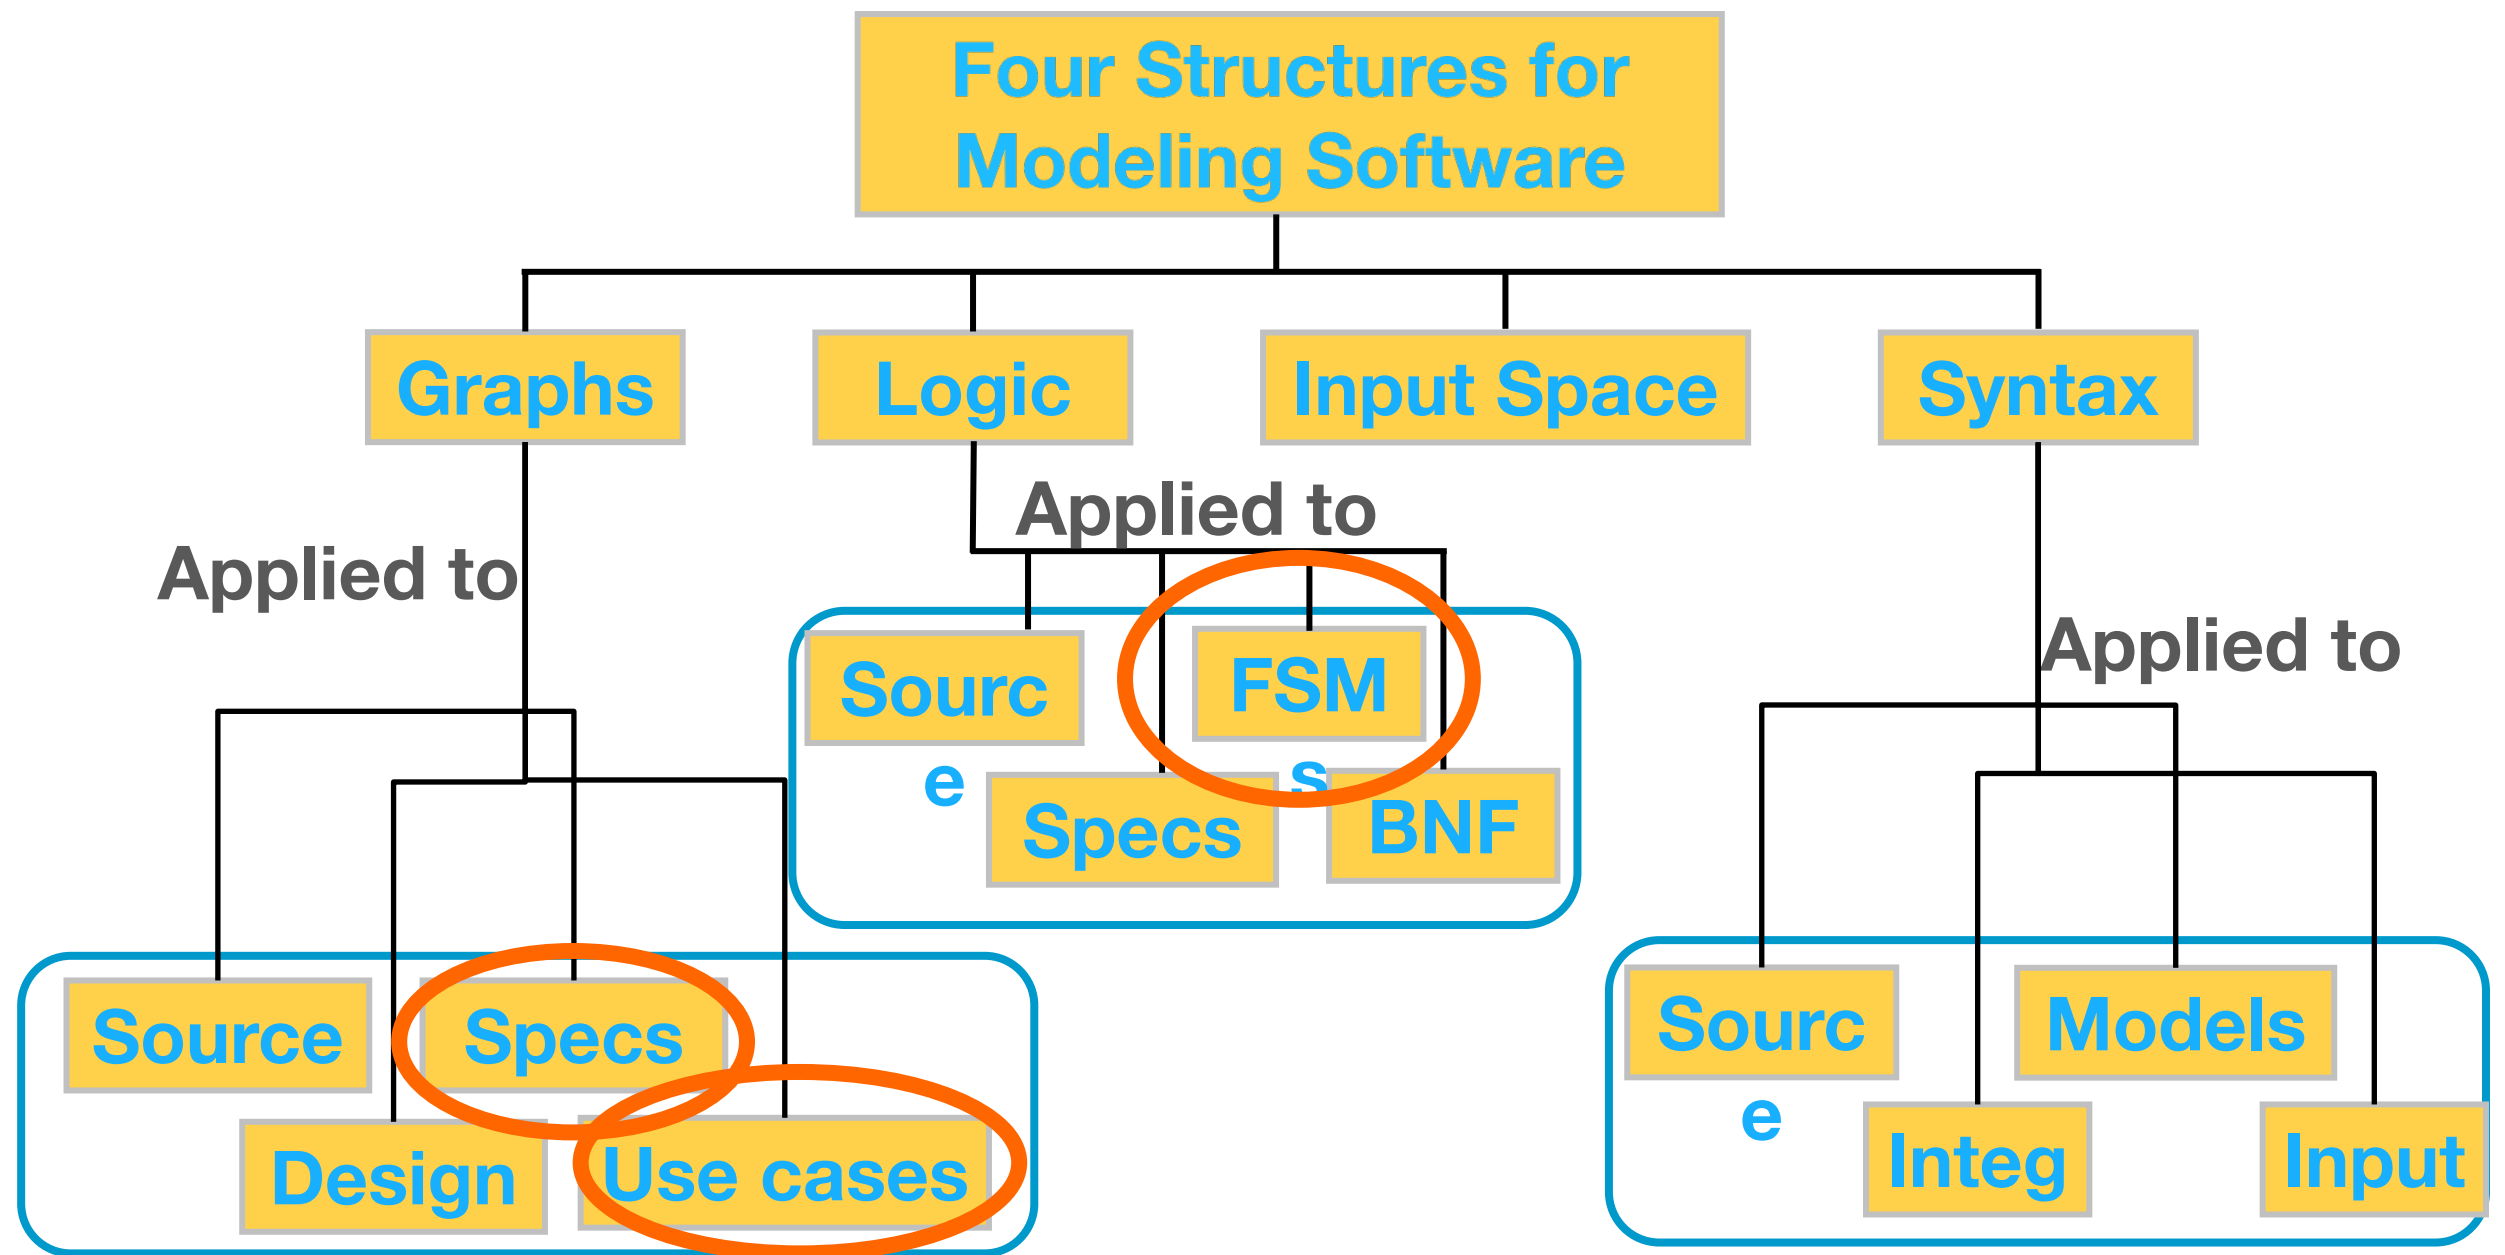 Four Structures for
Modeling Software
Graphs
Logic
Input Space
Syntax
Applied to
Applied to
Applied to
Sourc
e
FSM
s
Specs
BNF
Source
Specs
Design
Use cases
Sourc
e
Models
Integ
Input